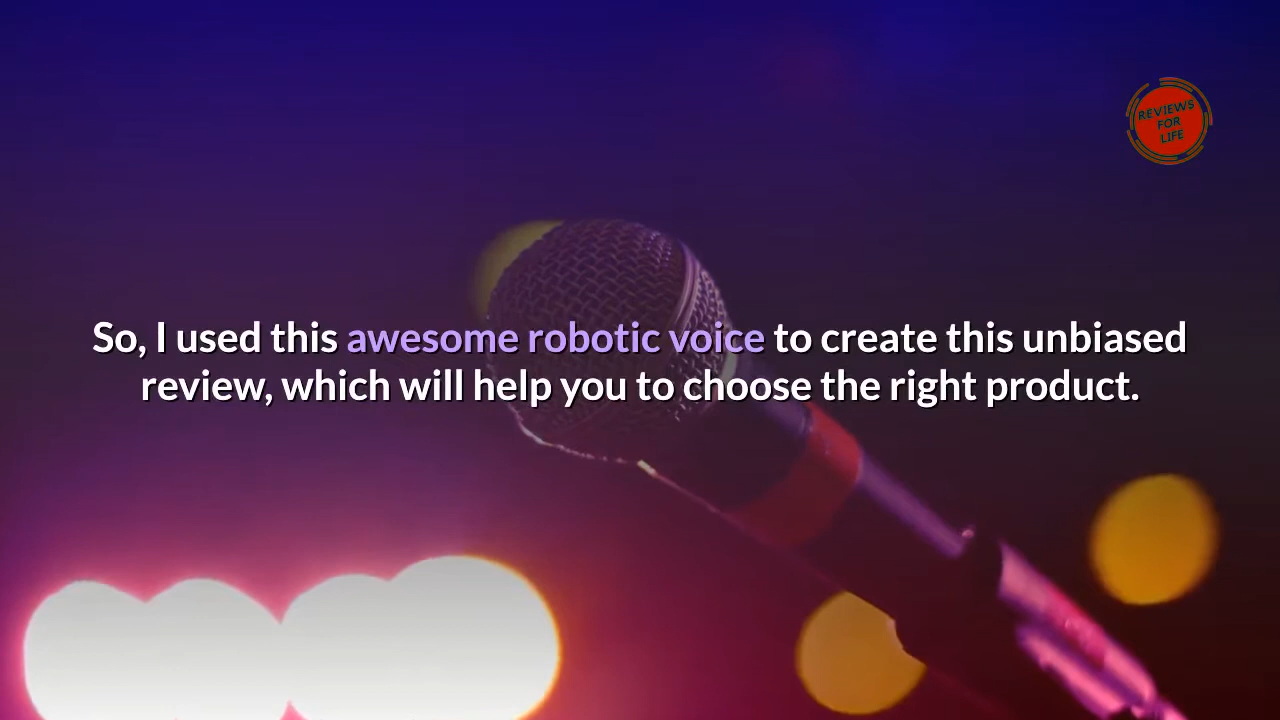 REVIEWS
FOR
LIFE
So, I used this awesome robotic voice to create this unbiased
review, which will help you to choose the right product.